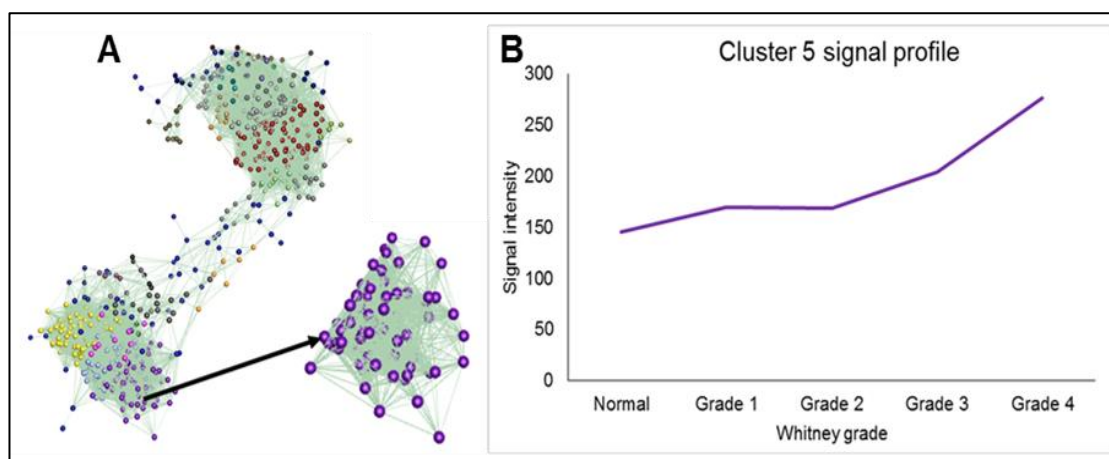 A
B
Cluster 5 signal profile
300
250
200
150
100
50
0
Signal intensity
Normal Grade 1 Grade 2 Grade 3 Grade 4
Whitney grade